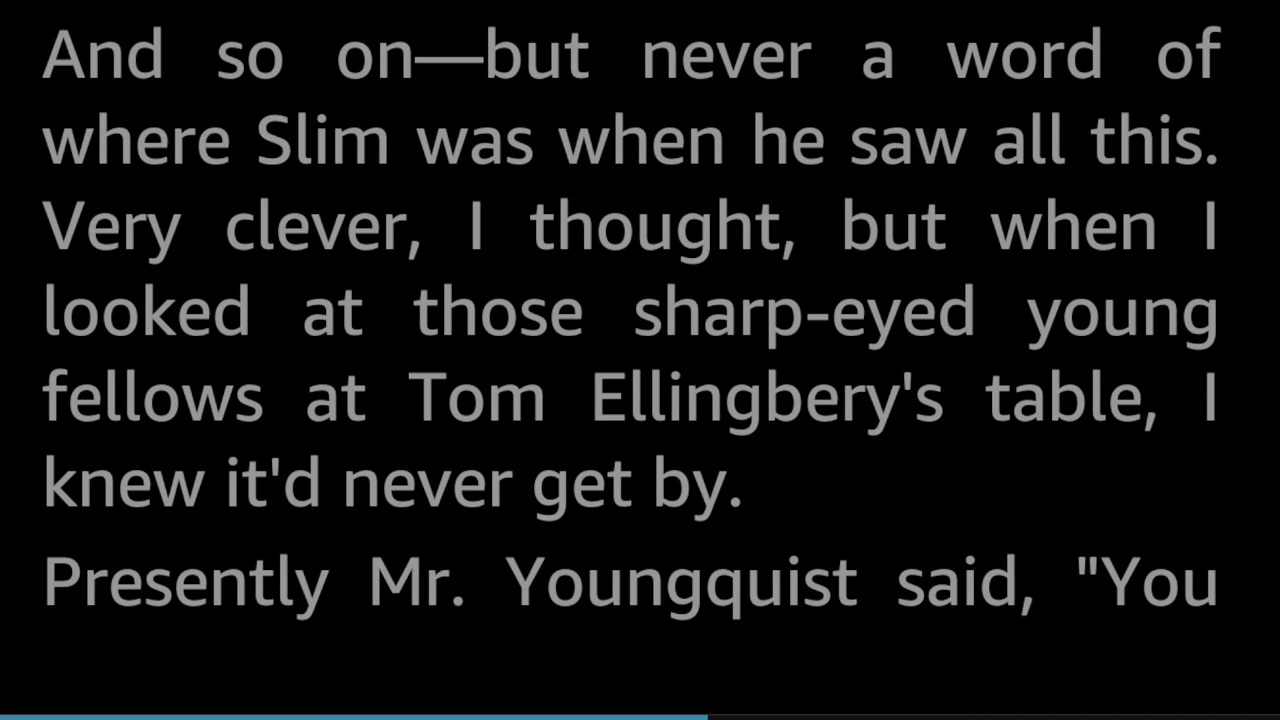 And so on—but never a word of
where Slim was when he saw all this.
Very clever, I thought, but when I
looked at those sharp-eyed young
fellows at Tom Ellingbery's table, I
knew it'd never get by.
Presently Mr. Youngquist said, "You